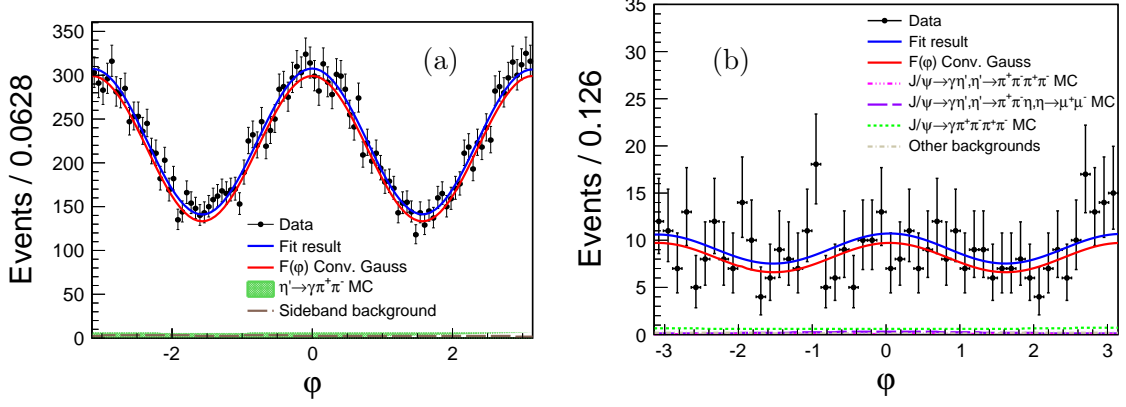 350
300
250
200
150
100
50
0
Events / 0.0628
(a)
Data
Fit result
F(φ) Conv. Gauss
η'→γπ⁺π⁻ MC
Sideband background
-2 0 2
φ
35
30
25
20
15
10
5
0
Events / 0.126
(b)
Data
Fit result
F(φ) Conv. Gauss
J/ψ→γη',η'→π⁺π⁻π⁺π⁻ MC
J/ψ→γη',η'→π⁺π⁻η,η→μ⁺μ⁻ MC
J/ψ→γπ⁺π⁻π⁺π⁻ MC
Other backgrounds
-3 -2 -1 0 1 2 3
φ